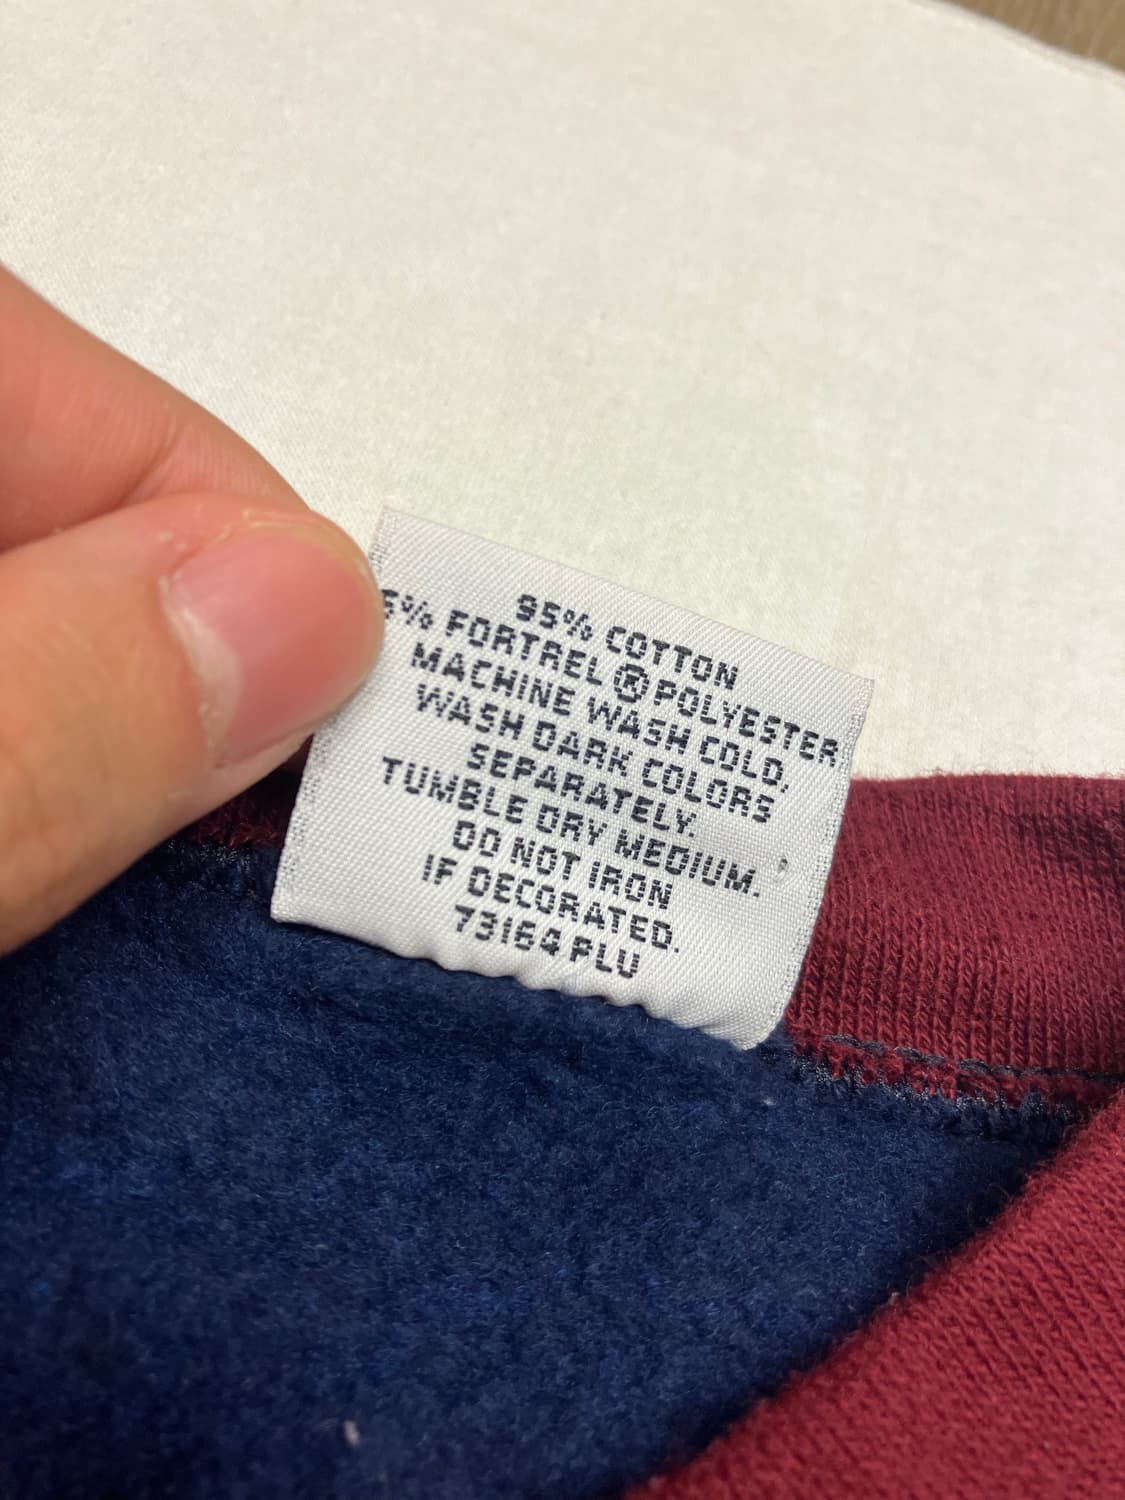 95% COTTON
5% FORTREL ® POLYESTER
MACHINE WASH COLD,
WASH DARK COLORS
SEPARATELY.
TUMBLE DRY MEDIUM.
DO NOT IRON
IF DECORATED.
73164 PLU